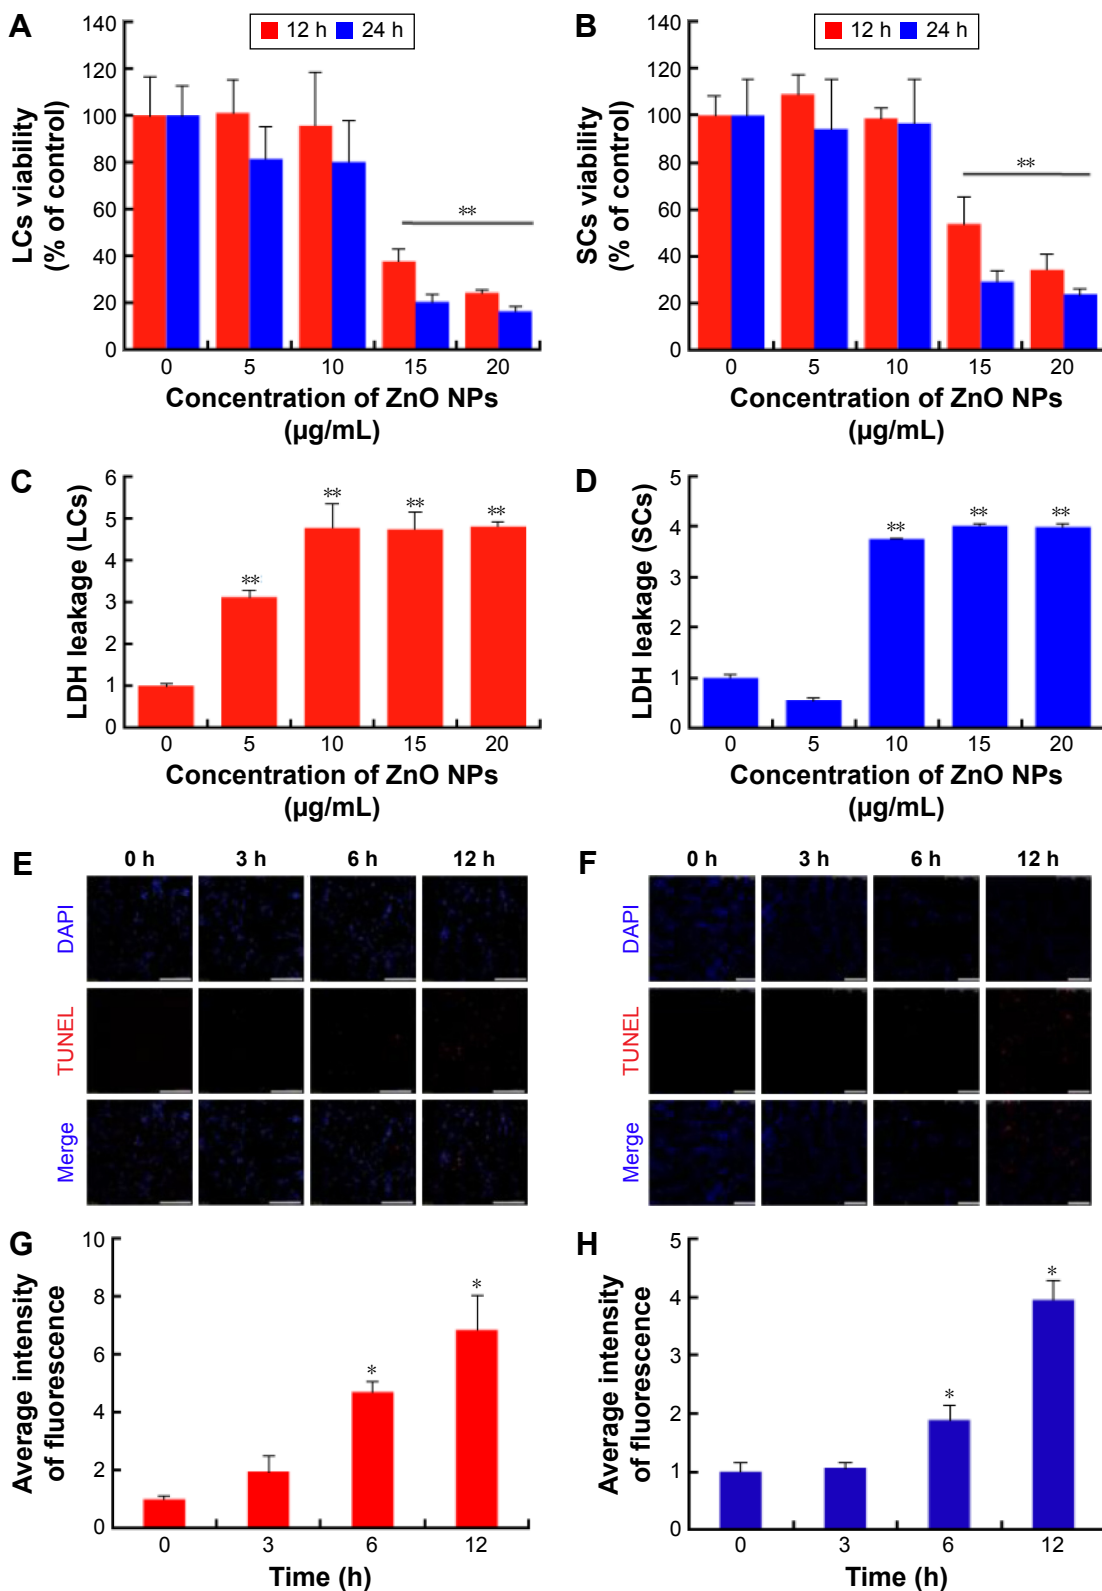 A
12 h 24 h
LCs viability
(% of control)
140
120
100
80
60
40
20
0
**
0 5 10 15 20
Concentration of ZnO NPs
(µg/mL)
B
12 h 24 h
SCs viability
(% of control)
140
120
100
80
60
40
20
0
**
0 5 10 15 20
Concentration of ZnO NPs
(µg/mL)
C
LDH leakage (LCs)
6
5
4
3
2
1
0
** ** ** **
0 5 10 15 20
Concentration of ZnO NPs
(µg/mL)
D
LDH leakage (SCs)
5
4
3
2
1
0
** ** **
0 5 10 15 20
Concentration of ZnO NPs
(µg/mL)
E
0 h 3 h 6 h 12 h
DAPI
TUNEL
Merge
F
0 h 3 h 6 h 12 h
DAPI
TUNEL
Merge
G
Average intensity
of fluorescence
10
8
6
4
2
0
* *
0 3 6 12
Time (h)
H
Average intensity
of fluorescence
5
4
3
2
1
0
* *
0 3 6 12
Time (h)